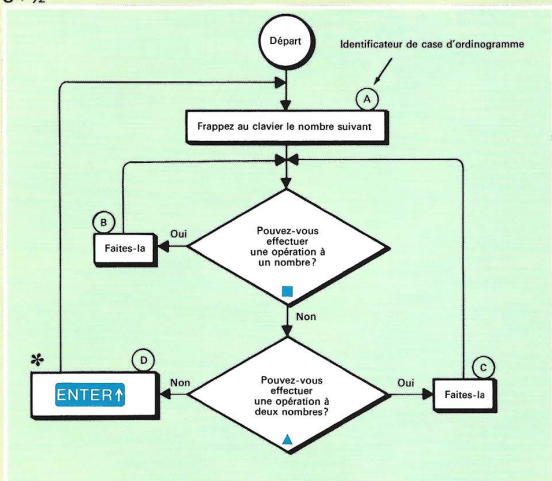 Départ
Identificateur de case d'ordinogramme
A
Frappez au clavier le nombre suivant
B
Oui
Faites-la
Pouvez-vous
effectuer
une opération à
un nombre?
Non
*
D
ENTER↑
Non
Pouvez-vous
effectuer
une opération à
deux nombres?
Oui
C
Faites-la